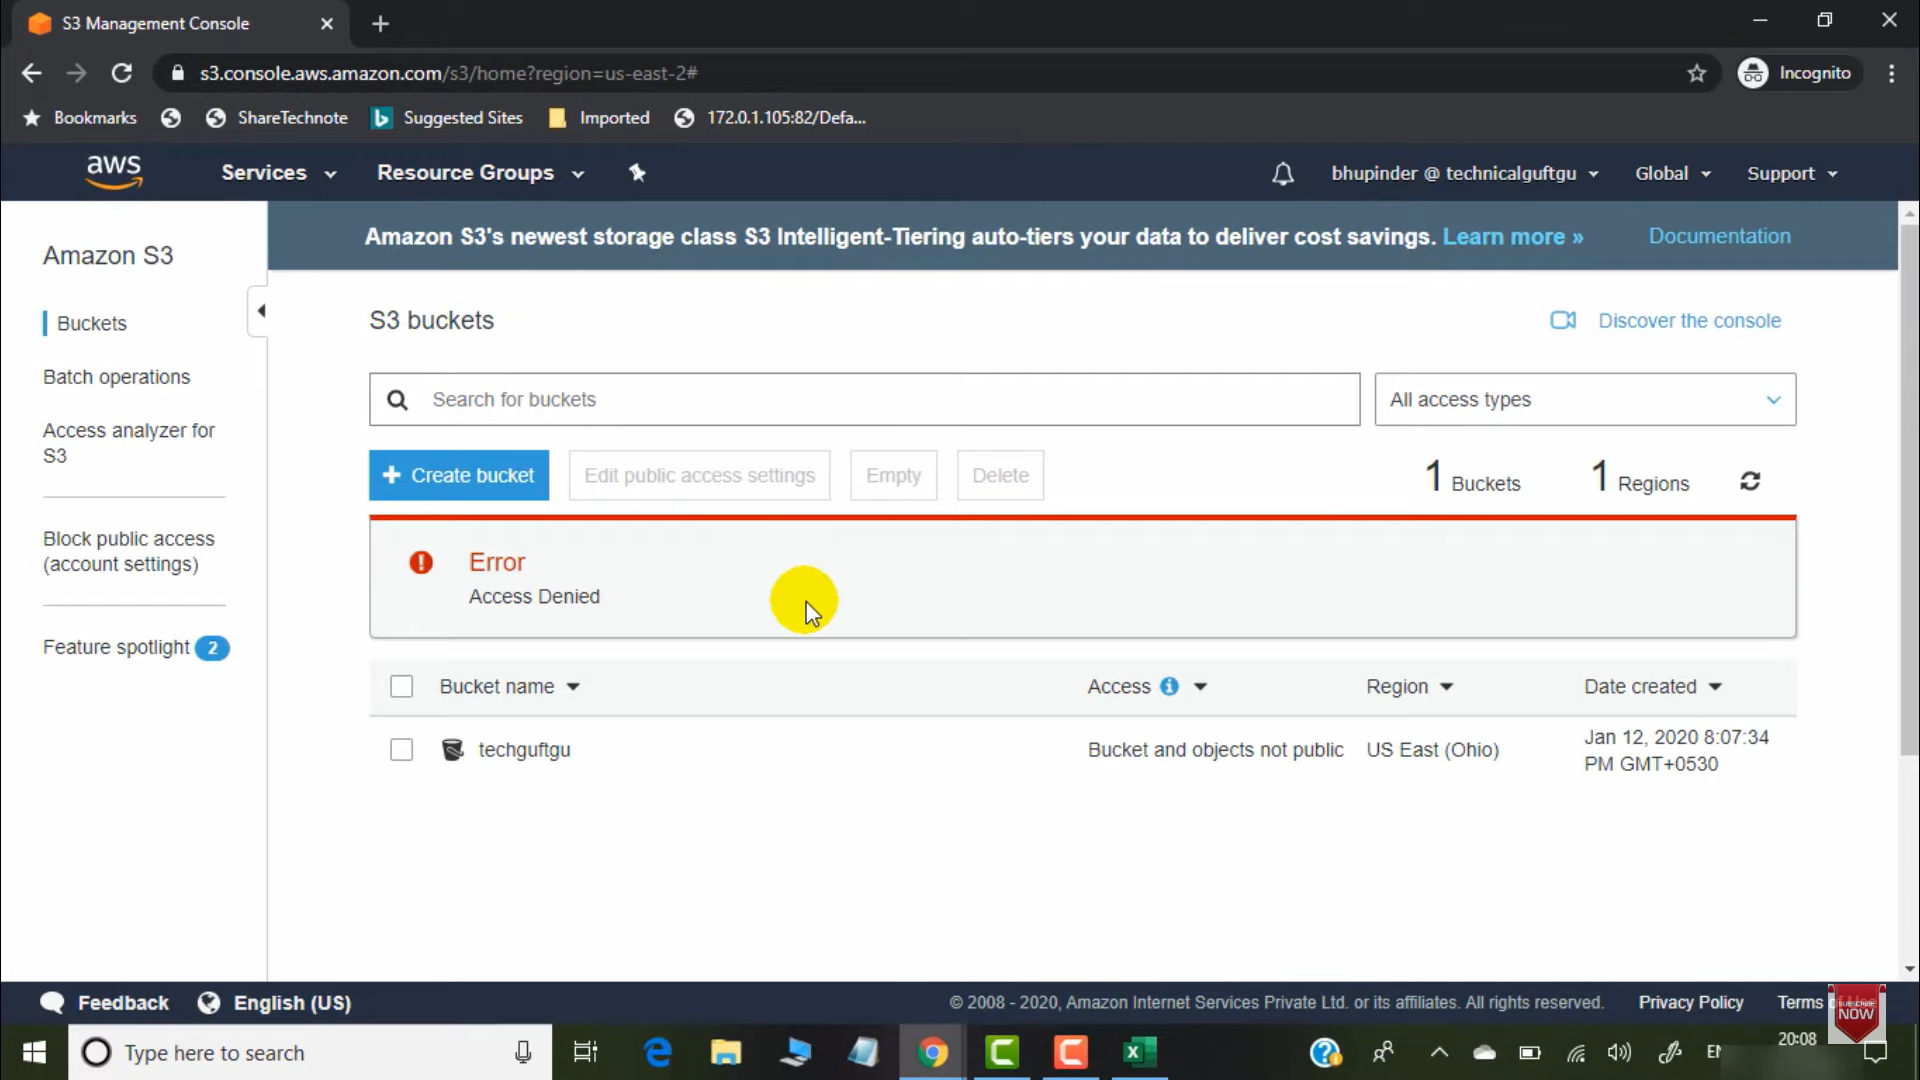 S3 Management Console
s3.console.aws.amazon.com/s3/home?region=us-east-2#
Incognito
Bookmarks
ShareTechnote
Suggested Sites
Imported
172.0.1.105:82/Defa...
aws
Services
Resource Groups
bhupinder @ technicalguftgu
Global
Support
Amazon S3
Buckets
Batch operations
Access analyzer for
S3
Block public access
(account settings)
Feature spotlight 2
Amazon S3's newest storage class S3 Intelligent-Tiering auto-tiers your data to deliver cost savings. Learn more »
Documentation
S3 buckets
Discover the console
Search for buckets
All access types
+ Create bucket
Edit public access settings
Empty
Delete
1 Buckets
1 Regions
Error
Access Denied
Bucket name
Access
Region
Date created
techguftgu
Bucket and objects not public
US East (Ohio)
Jan 12, 2020 8:07:34
PM GMT+0530
Feedback
English (US)
© 2008 - 2020, Amazon Internet Services Private Ltd. or its affiliates. All rights reserved.
Privacy Policy
Terms
SUBSCRIBE
NOW
Type here to search
20:08